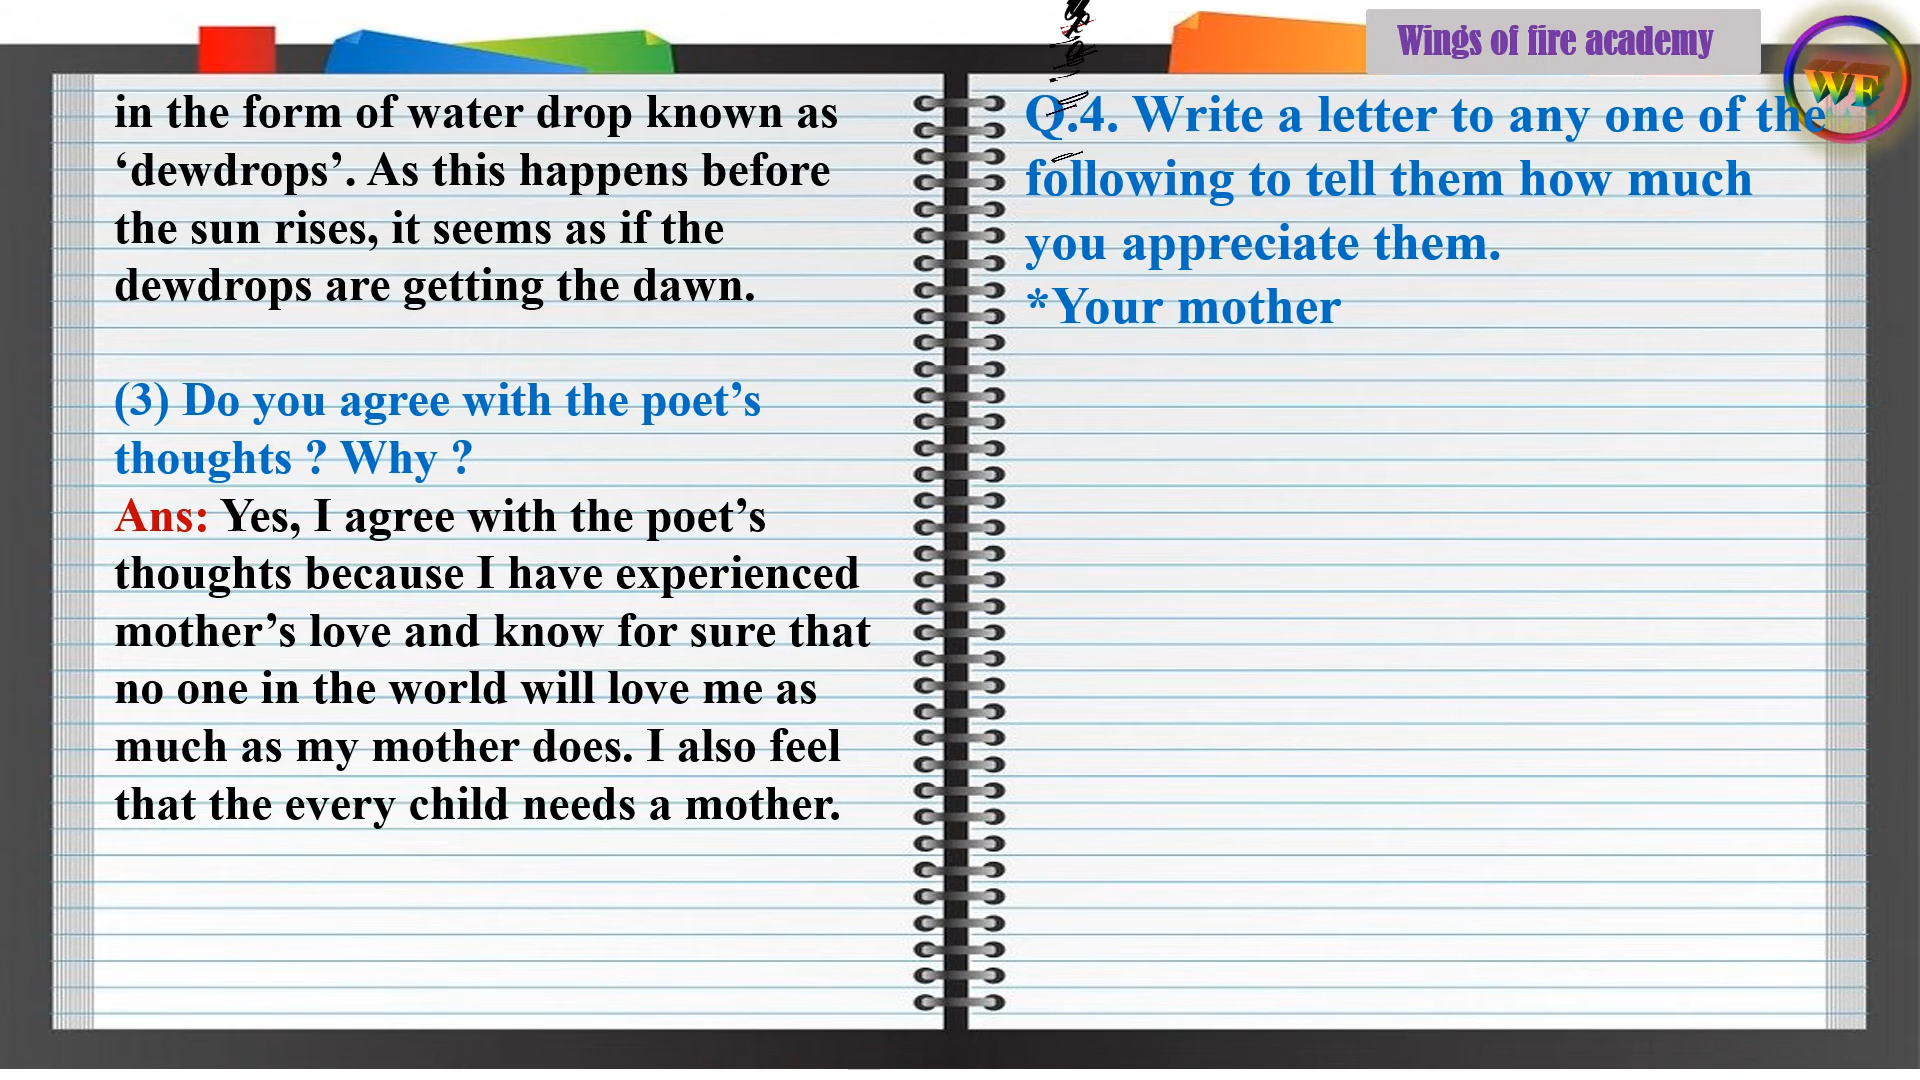 Wings of fire academy
WF
in the form of water drop known as
‘dewdrops’. As this happens before
the sun rises, it seems as if the
dewdrops are getting the dawn.
(3) Do you agree with the poet’s
thoughts ? Why ?
Ans: Yes, I agree with the poet’s
thoughts because I have experienced
mother’s love and know for sure that
no one in the world will love me as
much as my mother does. I also feel
that the every child needs a mother.
Q.4. Write a letter to any one of the
following to tell them how much
you appreciate them.
*Your mother